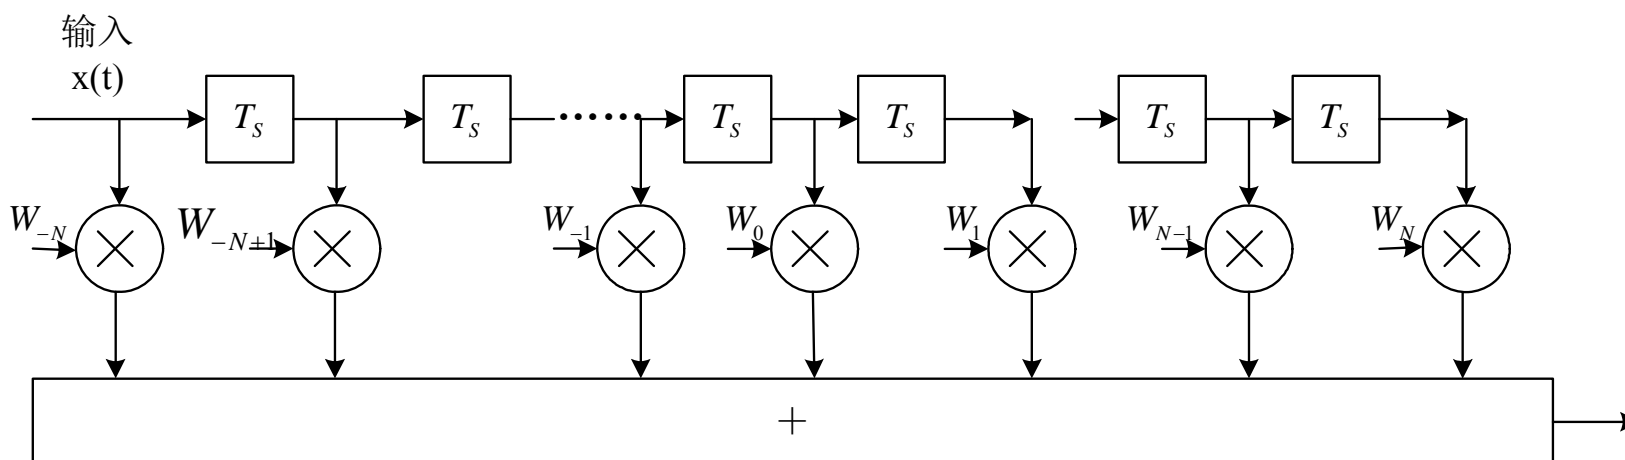 输入
x(t)
T_S T_S ...... T_S T_S T_S T_S
W_{-N} W_{-N+1} W_{-1} W_0 W_1 W_{N-1} W_N
+